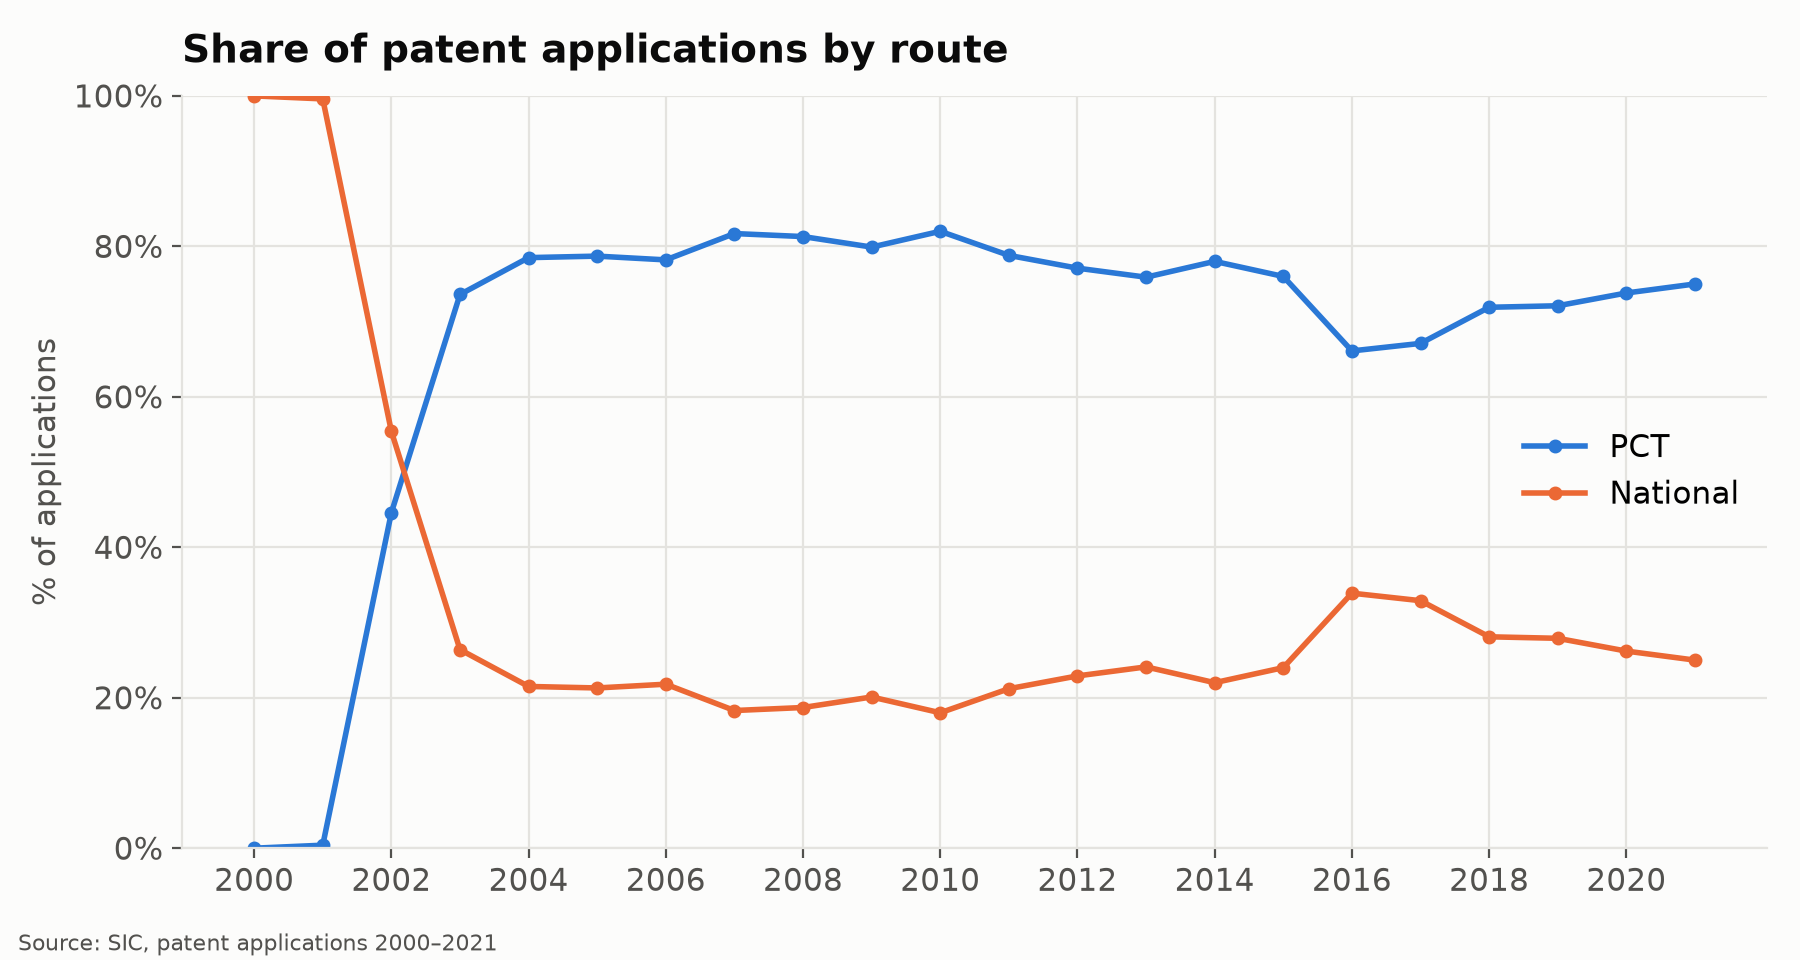 Share of patent applications by route
100%
80%
60%
40%
20%
0%
% of applications
PCT
National
2000 2002 2004 2006 2008 2010 2012 2014 2016 2018 2020
Source: SIC, patent applications 2000–2021